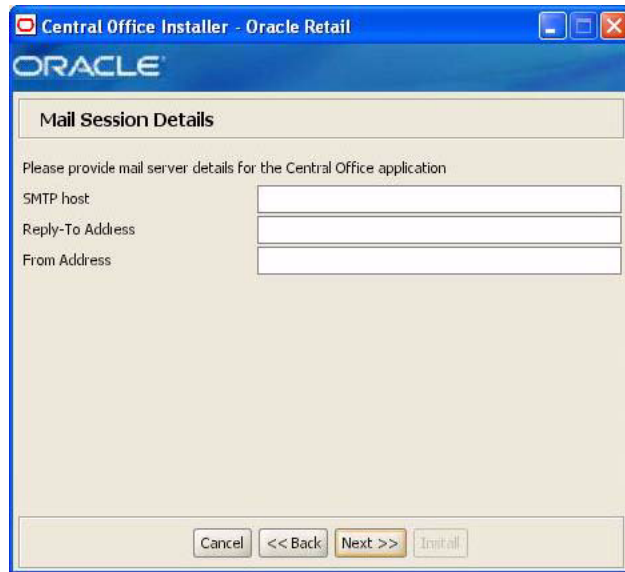 Central Office Installer - Oracle Retail
ORACLE
Mail Session Details
Please provide mail server details for the Central Office application
SMTP host
Reply-To Address
From Address
Cancel << Back Next >> Install